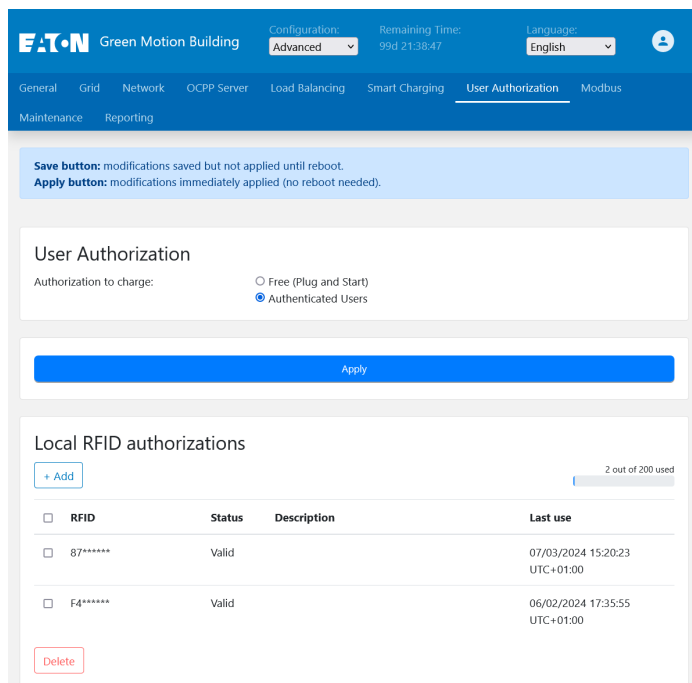 EATON Green Motion Building
Configuration:
Advanced
Remaining Time:
99d 21:38:47
Language:
English
General Grid Network OCPP Server Load Balancing Smart Charging User Authorization Modbus
Maintenance Reporting
Save button: modifications saved but not applied until reboot.
Apply button: modifications immediately applied (no reboot needed).
User Authorization
Authorization to charge:
Free (Plug and Start)
Authenticated Users
Apply
Local RFID authorizations
+ Add
2 out of 200 used
RFID Status Description Last use
87****** Valid 07/03/2024 15:20:23
UTC+01:00
F4****** Valid 06/02/2024 17:35:55
UTC+01:00
Delete